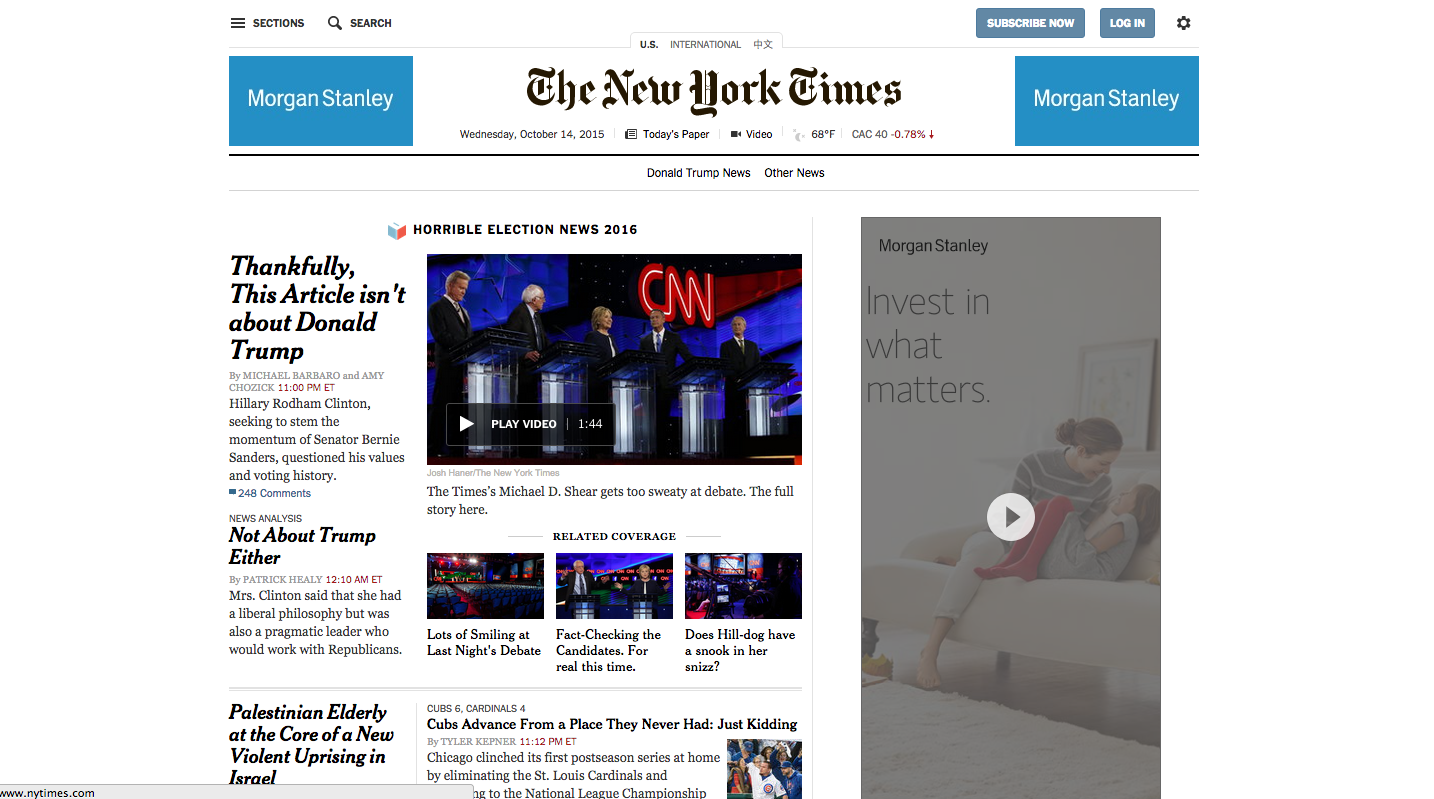 SECTIONS SEARCH SUBSCRIBE NOW LOG IN
U.S. INTERNATIONAL 中文
Morgan Stanley
The New York Times
Morgan Stanley
Wednesday, October 14, 2015 Today's Paper Video 68°F CAC 40 -0.78%
Donald Trump News Other News
HORRIBLE ELECTION NEWS 2016
Thankfully,
This Article isn't
about Donald
Trump
By MICHAEL BARBARO and AMY
CHOZICK 11:00 PM ET
Hillary Rodham Clinton,
seeking to stem the
momentum of Senator Bernie
Sanders, questioned his values
and voting history.
248 Comments
NEWS ANALYSIS
Not About Trump
Either
By PATRICK HEALY 12:10 AM ET
Mrs. Clinton said that she had
a liberal philosophy but was
also a pragmatic leader who
would work with Republicans.
CNN
PLAY VIDEO 1:44
Josh Haner/The New York Times
The Times's Michael D. Shear gets too sweaty at debate. The full
story here.
RELATED COVERAGE
Lots of Smiling at
Last Night's Debate
Fact-Checking the
Candidates. For
real this time.
Does Hill-dog have
a snook in her
snizz?
Palestinian Elderly
at the Core of a New
Violent Uprising in
Israel
CUBS 6, CARDINALS 4
Cubs Advance From a Place They Never Had: Just Kidding
By TYLER KEPNER 11:12 PM ET
Chicago clinched its first postseason series at home
by eliminating the St. Louis Cardinals and
to the National League Championship
Morgan Stanley
Invest in
what
matters.
www.nytimes.com